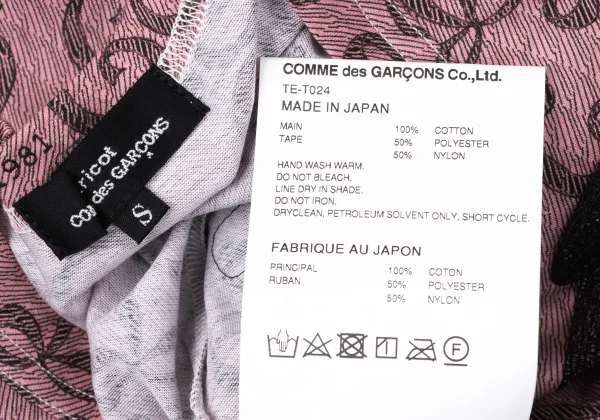 COMME des GARÇONS Co.,Ltd.
TE-T024
MADE IN JAPAN
MAIN 100% COTTON
TAPE 50% POLYESTER
50% NYLON
HAND WASH WARM.
DO NOT BLEACH.
LINE DRY IN SHADE.
DO NOT IRON.
DRYCLEAN, PETROLEUM SOLVENT ONLY, SHORT CYCLE.
FABRIQUE AU JAPON
PRINCIPAL 100% COTON
RUBAN 50% POLYESTER
50% NYLON
F
ricot
des GARÇONS
S
1981